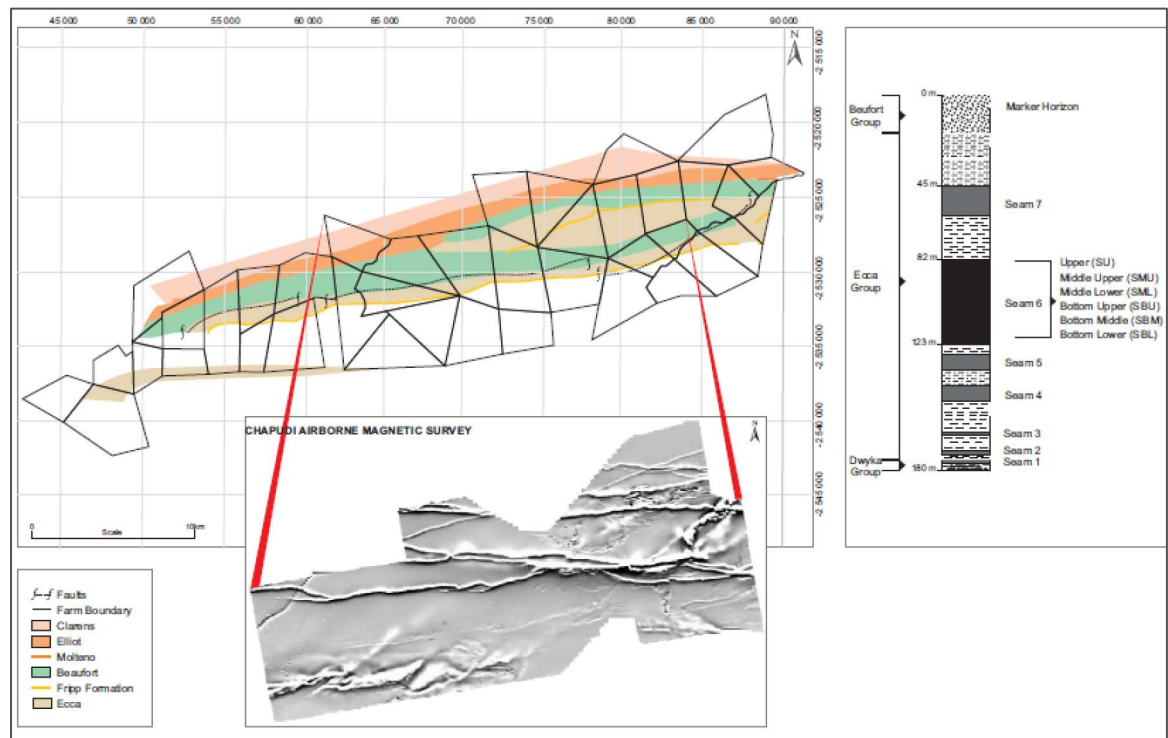 45 000 50 000 55 000 60 000 65 000 70 000 75 000 80 000 85 000 90 000
N
-2 515 000
-2 520 000
-2 525 000
-2 530 000
-2 535 000
-2 540 000
-2 545 000
0 10km
Scale
CHAPUDI AIRBORNE MAGNETIC SURVEY
N
Faults
Farm Boundary
Clarens
Elliot
Molteno
Beaufort
Fripp Formation
Ecca
Beufort
Group
Ecca
Group
Dwyka
Group
0 m
45 m
82 m
123 m
180 m
Marker Horizon
Seam 7
Seam 6
Upper (SU)
Middle Upper (SMU)
Middle Lower (SML)
Bottom Upper (SBU)
Bottom Middle (SBM)
Bottom Lower (SBL)
Seam 5
Seam 4
Seam 3
Seam 2
Seam 1